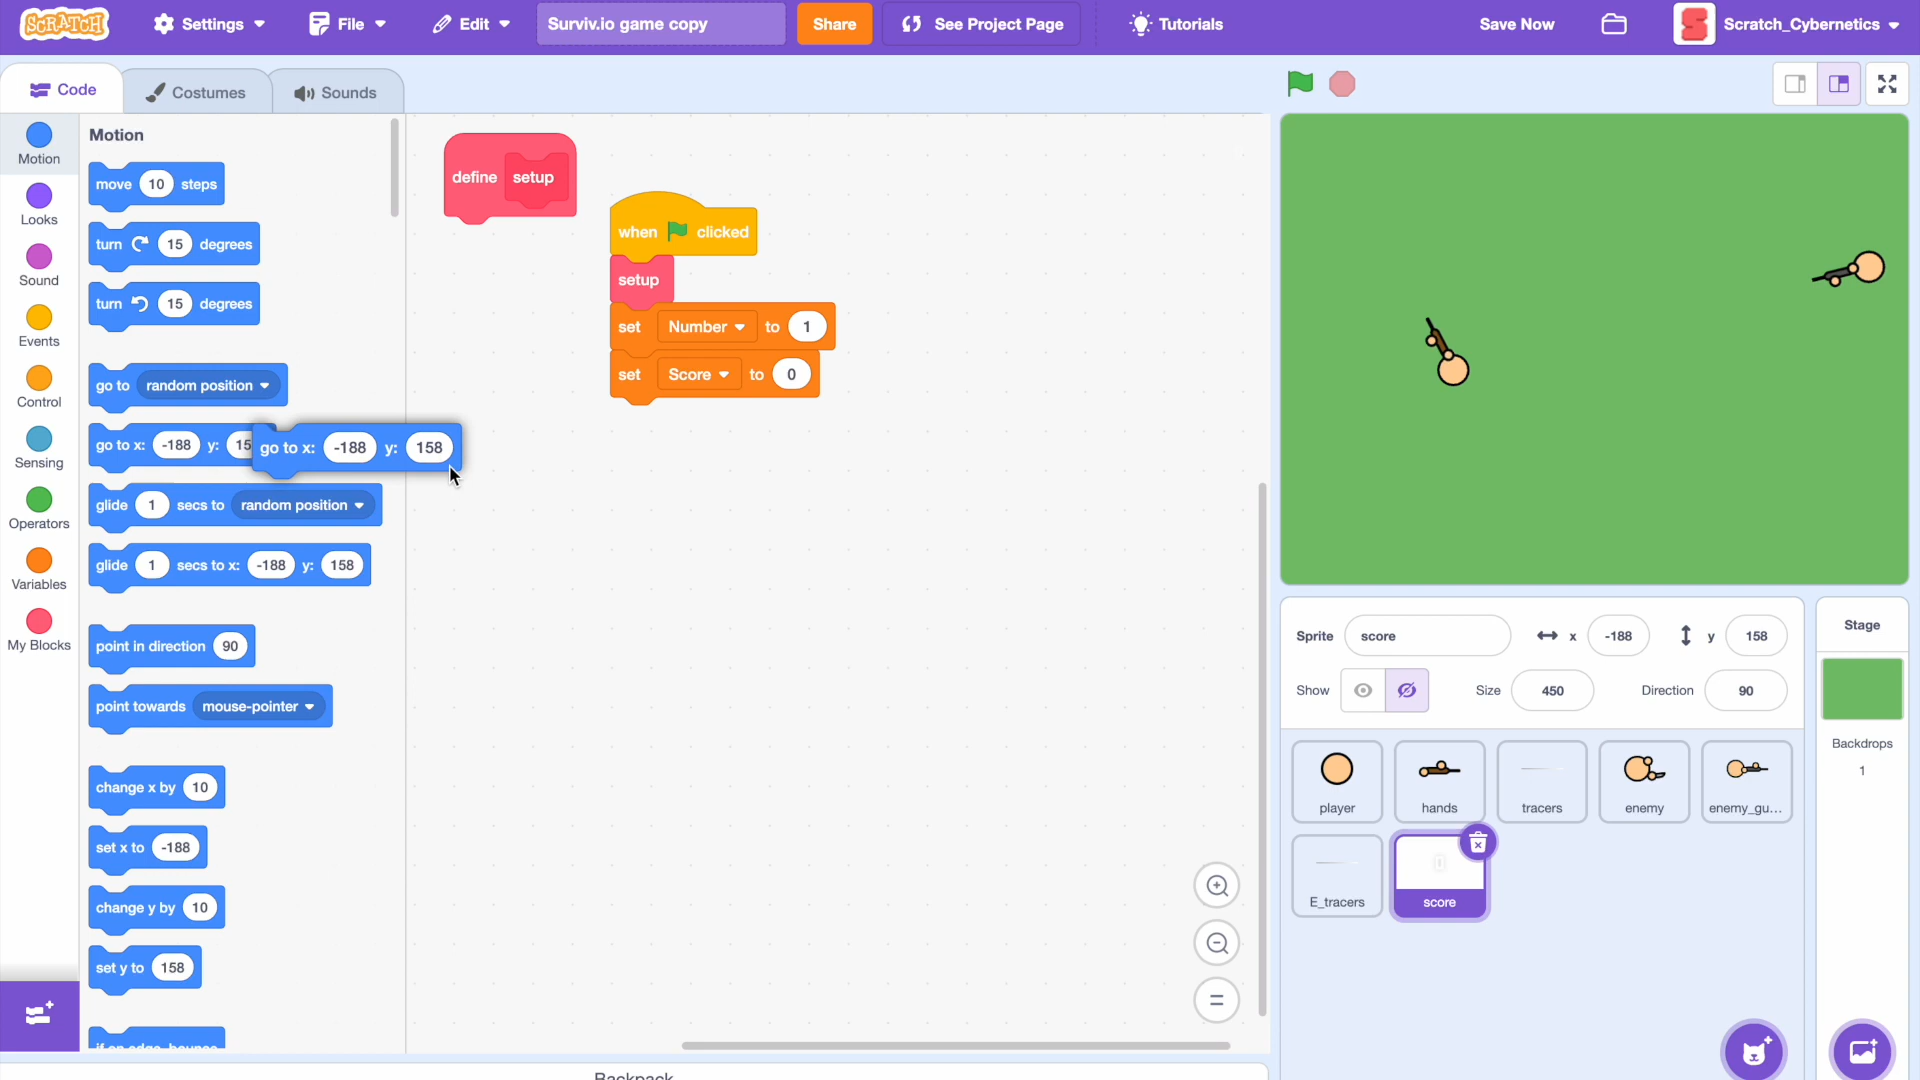 SCRATCH Settings File Edit Surviv.io game copy Share See Project Page Tutorials Save Now Scratch_Cybernetics
Code Costumes Sounds
Motion
Looks
Sound
Events
Control
Sensing
Operators
Variables
My Blocks
Motion
move 10 steps
turn 15 degrees
turn 15 degrees
go to random position
go to x: -188 y: 15
go to x: -188 y: 158
glide 1 secs to random position
glide 1 secs to x: -188 y: 158
point in direction 90
point towards mouse-pointer
change x by 10
set x to -188
change y by 10
set y to 158
if on edge, bounce
define setup
when clicked
setup
set Number to 1
set Score to 0
Backpack
Sprite score x -188 y 158
Show Size 450 Direction 90
player hands tracers enemy enemy_gu...
E_tracers score
Stage
Backdrops
1